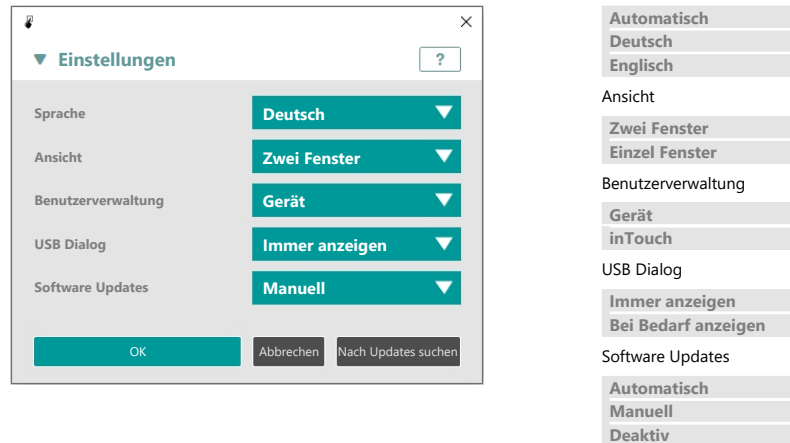 Einstellungen ?
Sprache Deutsch
Ansicht Zwei Fenster
Benutzerverwaltung Gerät
USB Dialog Immer anzeigen
Software Updates Manuell
OK Abbrechen Nach Updates suchen
Automatisch
Deutsch
Englisch
Ansicht
Zwei Fenster
Einzel Fenster
Benutzerverwaltung
Gerät
inTouch
USB Dialog
Immer anzeigen
Bei Bedarf anzeigen
Software Updates
Automatisch
Manuell
Deaktiv